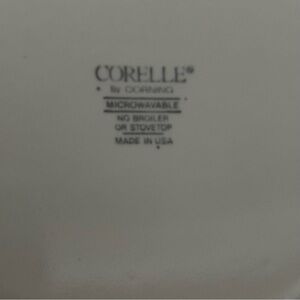 CORELLE®
By CORNING
MICROWAVABLE
NO BROILER
OR STOVETOP
MADE IN USA